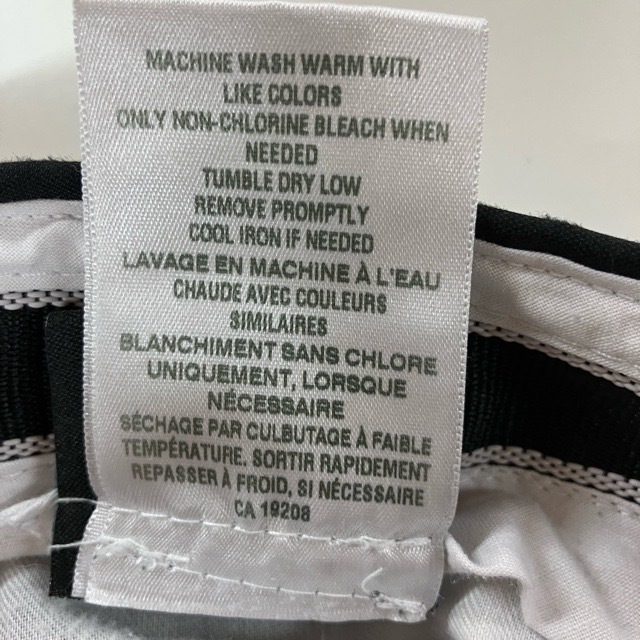 MACHINE WASH WARM WITH
LIKE COLORS
ONLY NON-CHLORINE BLEACH WHEN
NEEDED
TUMBLE DRY LOW
REMOVE PROMPTLY
COOL IRON IF NEEDED
LAVAGE EN MACHINE À L'EAU
CHAUDE AVEC COULEURS
SIMILAIRES
BLANCHIMENT SANS CHLORE
UNIQUEMENT, LORSQUE
NÉCESSAIRE
SÉCHAGE PAR CULBUTAGE À FAIBLE
TEMPÉRATURE. SORTIR RAPIDEMENT
REPASSER À FROID, SI NÉCESSAIRE
CA 19208